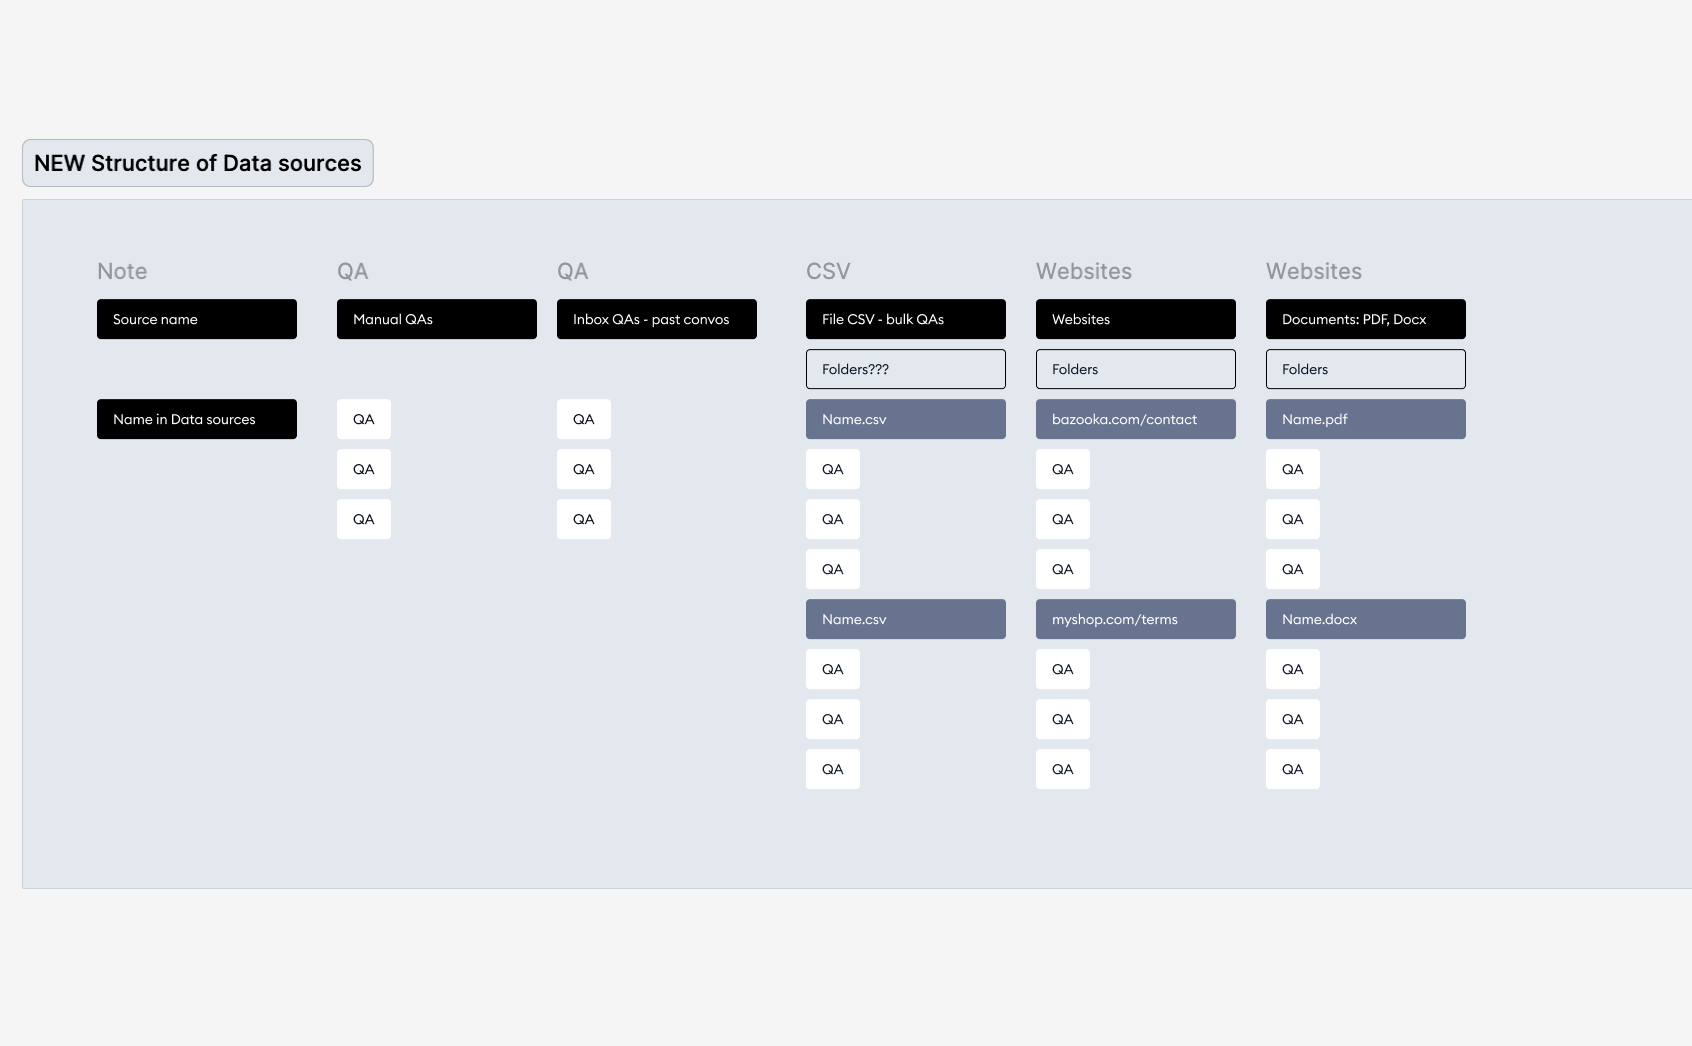 NEW Structure of Data sources
Note
QA
QA
CSV
Websites
Websites
Source name
Manual QAs
Inbox QAs - past convos
File CSV - bulk QAs
Websites
Documents: PDF, Docx
Folders???
Folders
Folders
Name in Data sources
QA
QA
Name.csv
bazooka.com/contact
Name.pdf
QA
QA
QA
QA
QA
QA
QA
QA
QA
QA
QA
QA
QA
Name.csv
myshop.com/terms
Name.docx
QA
QA
QA
QA
QA
QA
QA
QA
QA